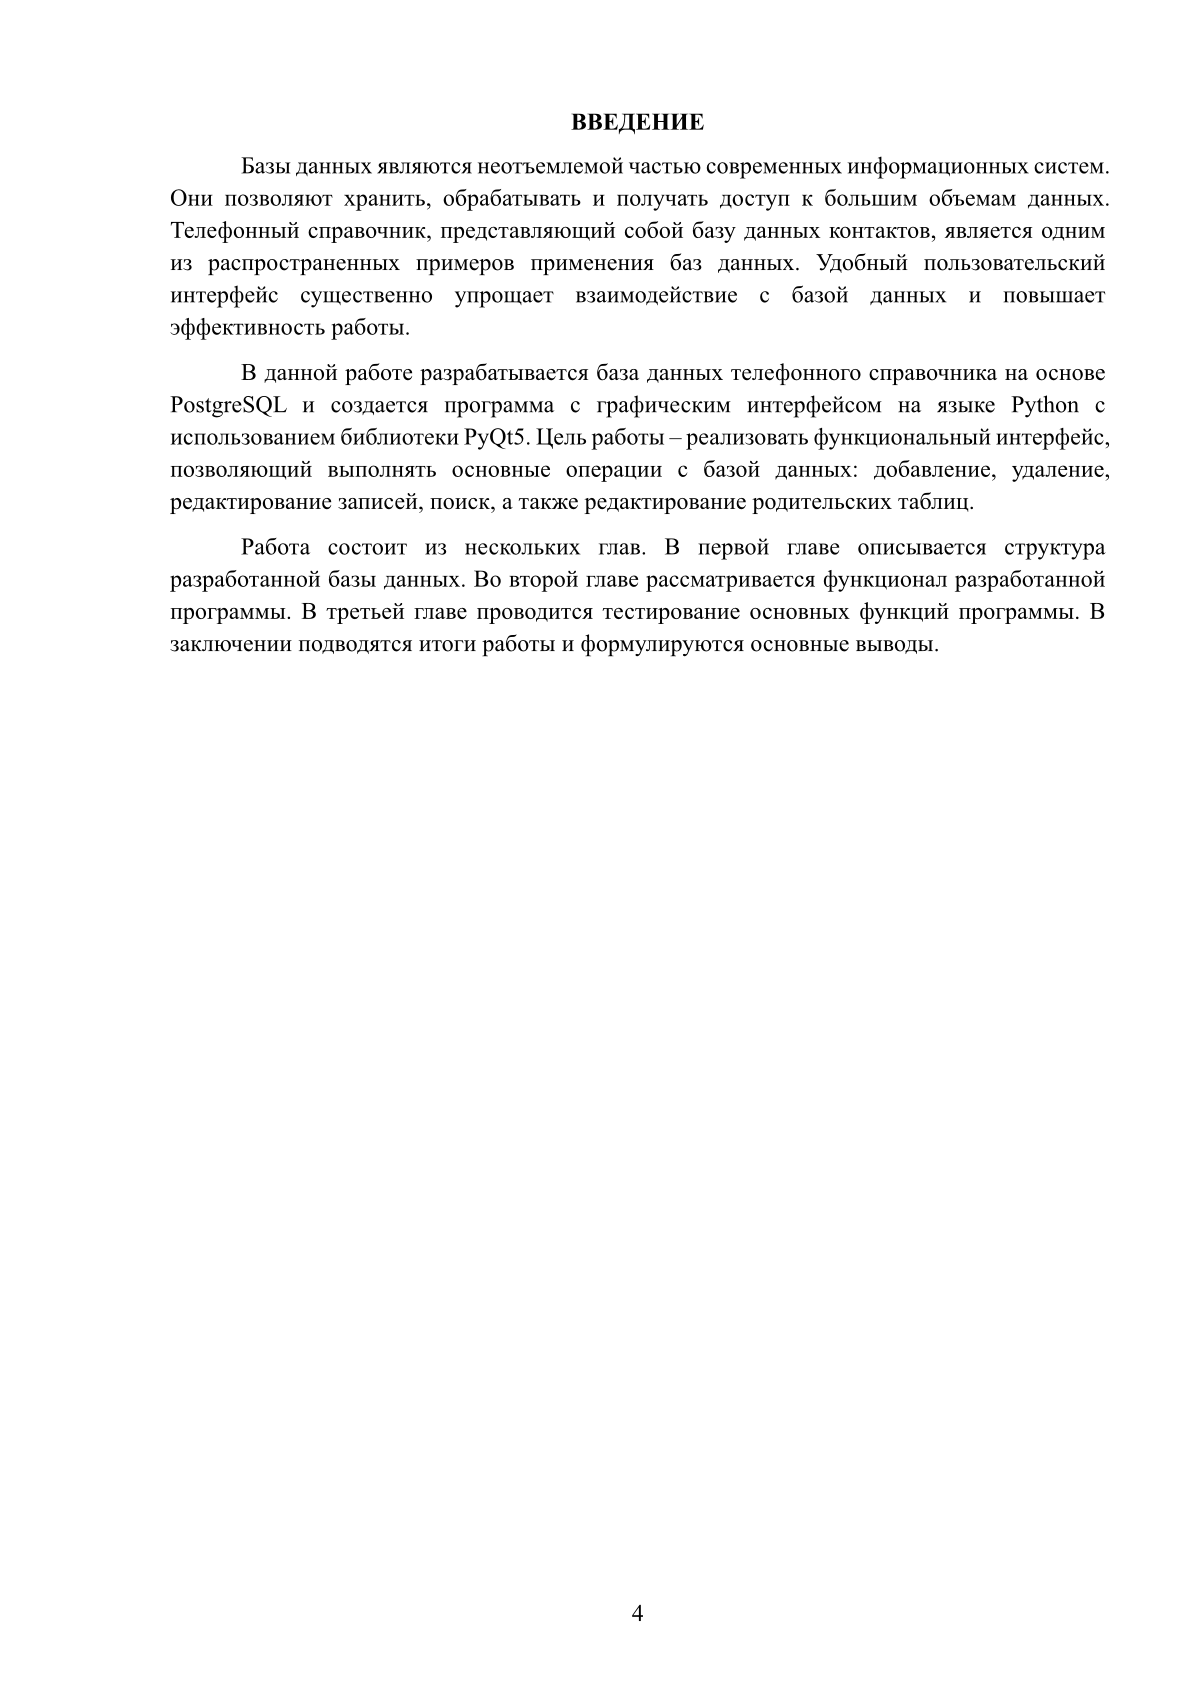 ВВЕДЕНИЕ
Базы данных являются неотъемлемой частью современных информационных систем.
Они позволяют хранить, обрабатывать и получать доступ к большим объемам данных.
Телефонный справочник, представляющий собой базу данных контактов, является одним
из распространенных примеров применения баз данных. Удобный пользовательский
интерфейс существенно упрощает взаимодействие с базой данных и повышает
эффективность работы.
В данной работе разрабатывается база данных телефонного справочника на основе
PostgreSQL и создается программа с графическим интерфейсом на языке Python с
использованием библиотеки PyQt5. Цель работы – реализовать функциональный интерфейс,
позволяющий выполнять основные операции с базой данных: добавление, удаление,
редактирование записей, поиск, а также редактирование родительских таблиц.
Работа состоит из нескольких глав. В первой главе описывается структура
разработанной базы данных. Во второй главе рассматривается функционал разработанной
программы. В третьей главе проводится тестирование основных функций программы. В
заключении подводятся итоги работы и формулируются основные выводы.
4